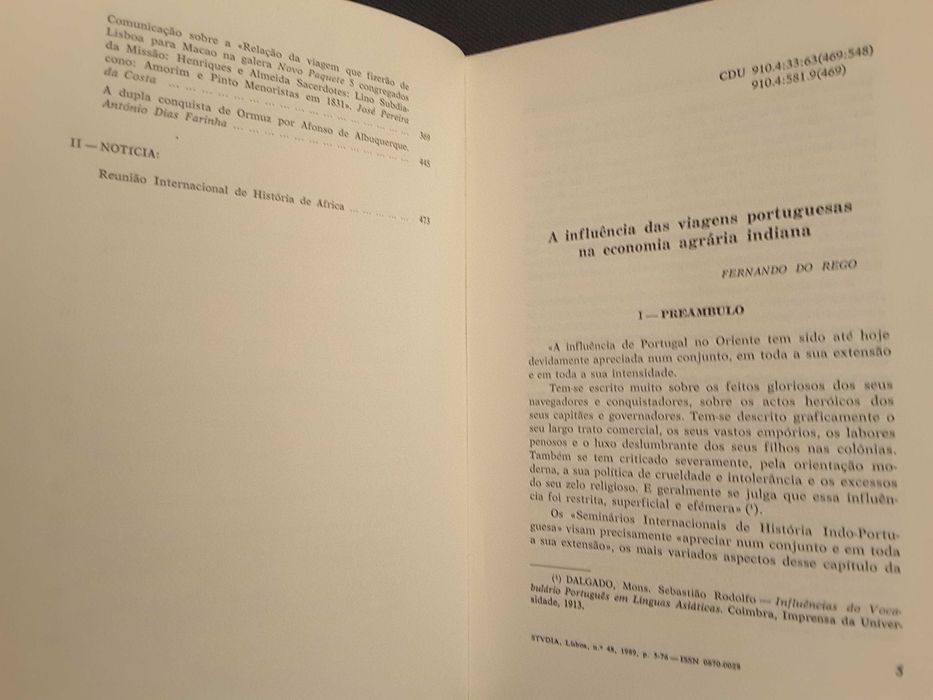 Comunicação sobre a «Relação da viagem que fizerão de
Lisboa para Macao na galera Novo Paquete 5 congregados
da Missão: Henriques e Almeida Sacerdotes: Lino Subdia-
cono: Amorim e Pinto Menoristas em 1831». José Pereira
da Costa ... ... ... ... ... ... ... ... ... ... ... ... ... ... 369
A dupla conquista de Ormuz por Afonso de Albuquerque.
António Dias Farinha ... ... ... ... ... ... ... ... ... ... 445
II — NOTICIA:
Reunião Internacional de História de Africa ... ... ... ... ... 473
CDU 910.4:33:63(469:548)
910.4:581.9(469)
A influência das viagens portuguesas
na economia agrária indiana
FERNANDO DO REGO
I — PREAMBULO
«A influência de Portugal no Oriente tem sido até hoje
devidamente apreciada num conjunto, em toda a sua extensão
e em toda a sua intensidade.
Tem-se escrito muito sobre os feitos gloriosos dos seus
navegadores e conquistadores, sobre os actos heróicos dos
seus capitães e governadores. Tem-se descrito graficamente o
seu largo trato comercial, os seus vastos empórios, os labores
penosos e o luxo deslumbrante dos seus filhos nas colónias.
Também se tem criticado severamente, pela orientação mo-
derna, a sua política de crueldade e intolerância e os excessos
do seu zelo religioso. E geralmente se julga que essa influên-
cia foi restrita, superficial e efémera» (¹).
Os «Seminários Internacionais de História Indo-Portu-
guesa» visam precisamente «apreciar num conjunto e em toda
a sua extensão», os mais variados aspectos desse capítulo da
(¹) DALGADO, Mons. Sebastião Rodolfo — Influências do Voca-
bulário Português em Línguas Asiáticas. Coimbra, Imprensa da Univer-
sidade, 1913.
STVDIA, Lisboa, n.º 48, 1989, p. 5-76 — ISSN 0870-0028
5